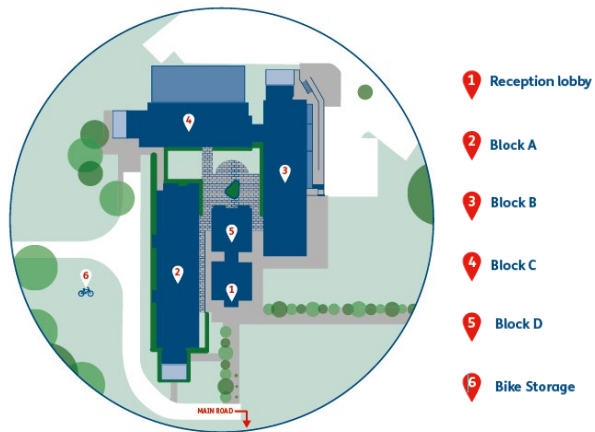 4
3
5
2
6
1
MAIN ROAD
1 Reception lobby
2 Block A
3 Block B
4 Block C
5 Block D
6 Bike Storage